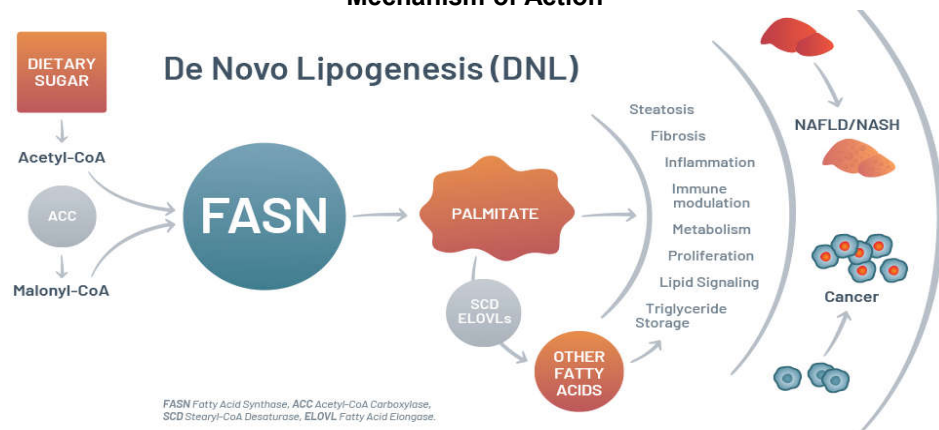 Mechanism of Action
De Novo Lipogenesis (DNL)
DIETARY
SUGAR
Acetyl-CoA
ACC
Malonyl-CoA
FASN
PALMITATE
SCD
ELOVLs
OTHER
FATTY
ACIDS
Steatosis
Fibrosis
Inflammation
Immune
modulation
Metabolism
Proliferation
Lipid Signaling
Triglyceride
Storage
NAFLD/NASH
Cancer
FASN Fatty Acid Synthase, ACC Acetyl-CoA Carboxylase,
SCD Stearyl-CoA Desaturase, ELOVL Fatty Acid Elongase.